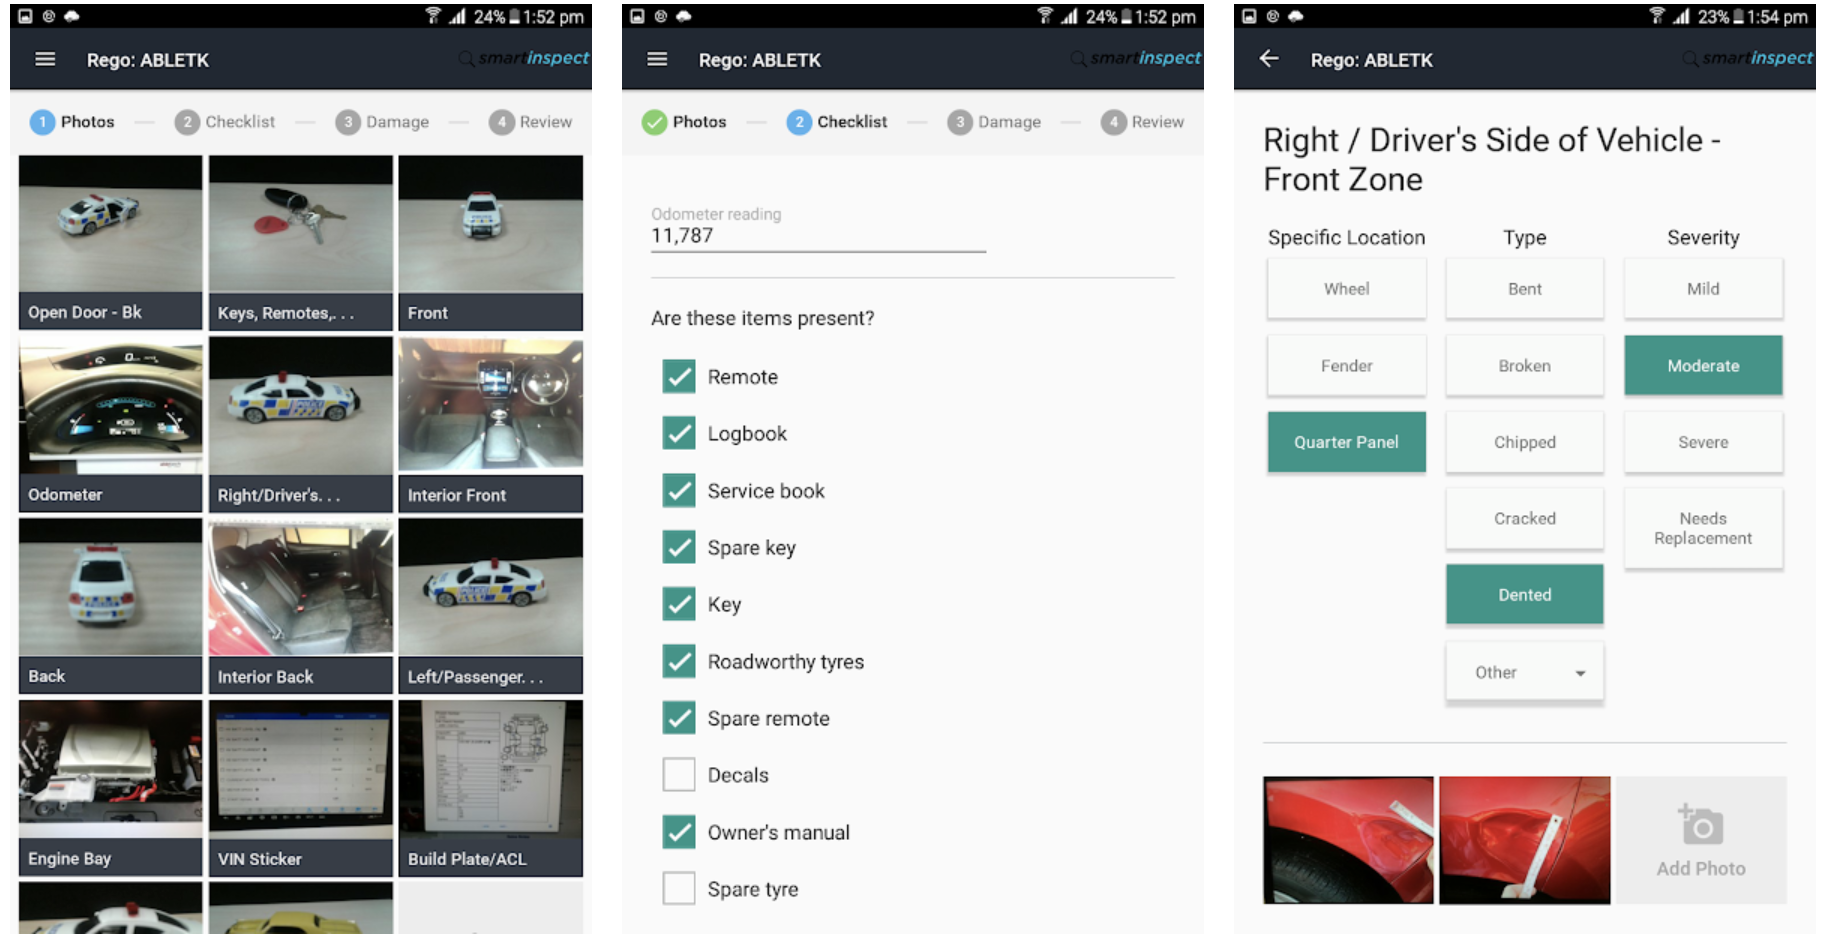 24% 1:52 pm
Rego: ABLETK
smartinspect
1 Photos
2 Checklist
3 Damage
4 Review
Open Door - Bk
Keys, Remotes,. . .
Front
Odometer
Right/Driver's. . .
Interior Front
Back
Interior Back
Left/Passenger. . .
Engine Bay
VIN Sticker
Build Plate/ACL
24% 1:52 pm
Rego: ABLETK
smartinspect
Photos
2 Checklist
3 Damage
4 Review
Odometer reading
11,787
Are these items present?
Remote
Logbook
Service book
Spare key
Key
Roadworthy tyres
Spare remote
Decals
Owner's manual
Spare tyre
23% 1:54 pm
Rego: ABLETK
smartinspect
Right / Driver's Side of Vehicle -
Front Zone
Specific Location
Type
Severity
Wheel
Bent
Mild
Fender
Broken
Moderate
Quarter Panel
Chipped
Severe
Cracked
Needs
Replacement
Dented
Other
Add Photo